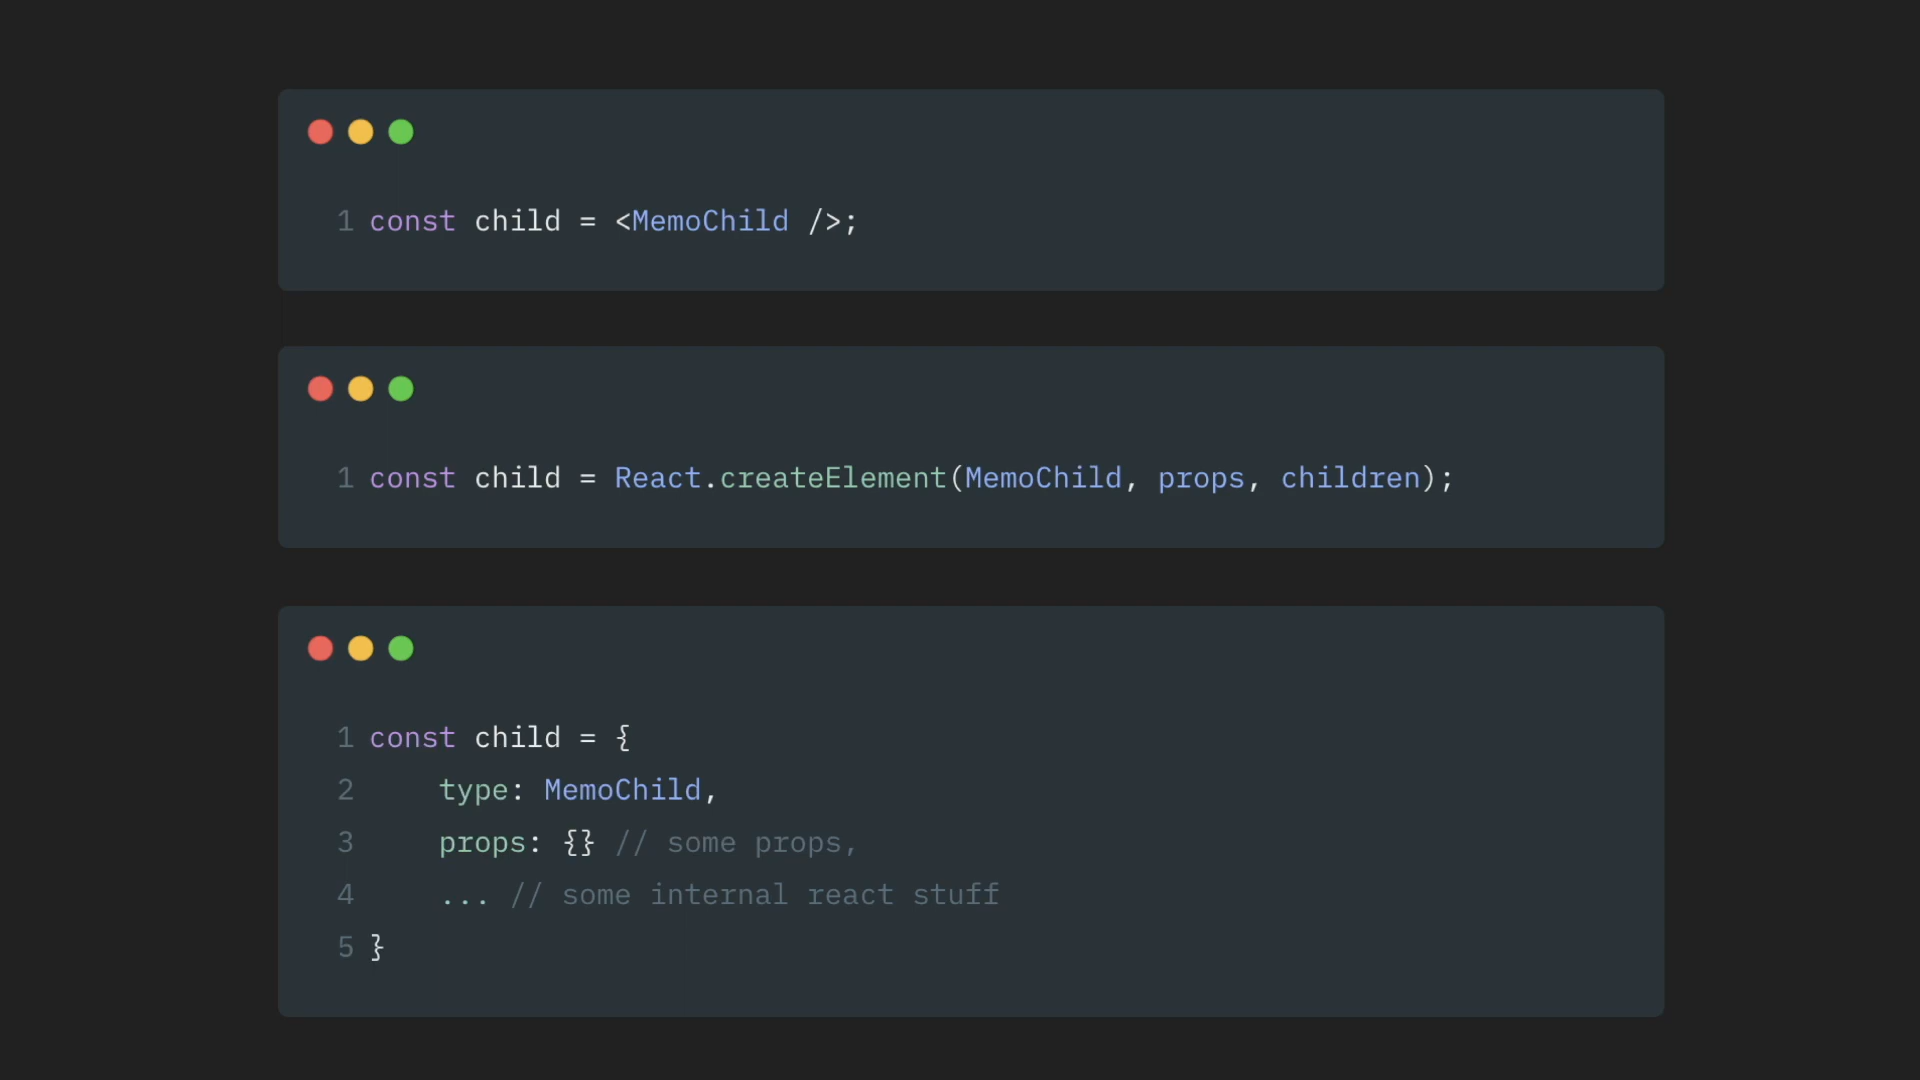 1 const child = <MemoChild />;
1 const child = React.createElement(MemoChild, props, children);
1 const child = {
2     type: MemoChild,
3     props: {} // some props,
4     ... // some internal react stuff
5 }